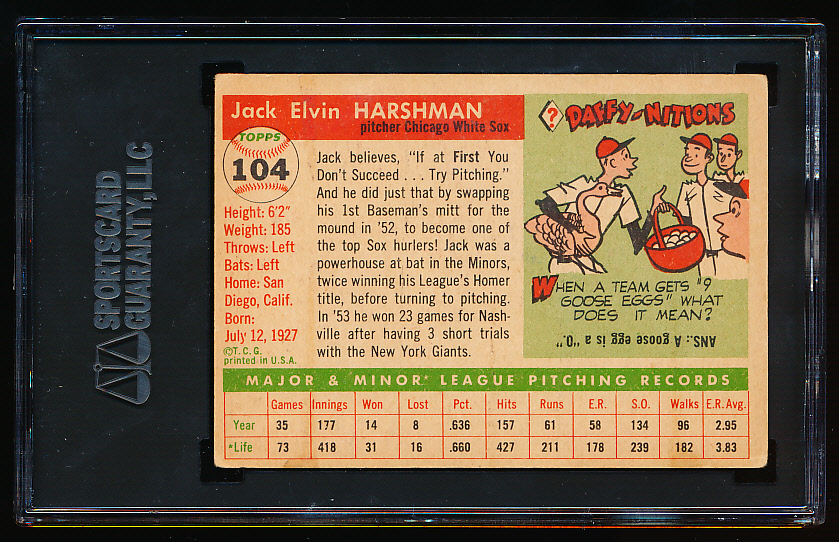 SPORTSCARD
GUARANTY, LLC
Jack Elvin HARSHMAN
pitcher Chicago White Sox
TOPPS
104
Height: 6'2"
Weight: 185
Throws: Left
Bats: Left
Home: San
Diego, Calif.
Born:
July 12, 1927
©T.C.G.
printed in U.S.A.
Jack believes, "If at First You
Don't Succeed . . . Try Pitching."
And he did just that by swapping
his 1st Baseman's mitt for the
mound in '52, to become one of
the top Sox hurlers! Jack was a
powerhouse at bat in the Minors,
twice winning his League's Homer
title, before turning to pitching.
In '53 he won 23 games for Nash-
ville after having 3 short trials
with the New York Giants.
? DAFFY-NITIONS
WHEN A TEAM GETS "9
GOOSE EGGS" WHAT
DOES IT MEAN?
ANS.: A goose egg is a "O."
MAJOR & MINOR* LEAGUE PITCHING RECORDS
Games Innings Won Lost Pct. Hits Runs E.R. S.O. Walks E.R.Avg.
Year 35 177 14 8 .636 157 61 58 134 96 2.95
*Life 73 418 31 16 .660 427 211 178 239 182 3.83